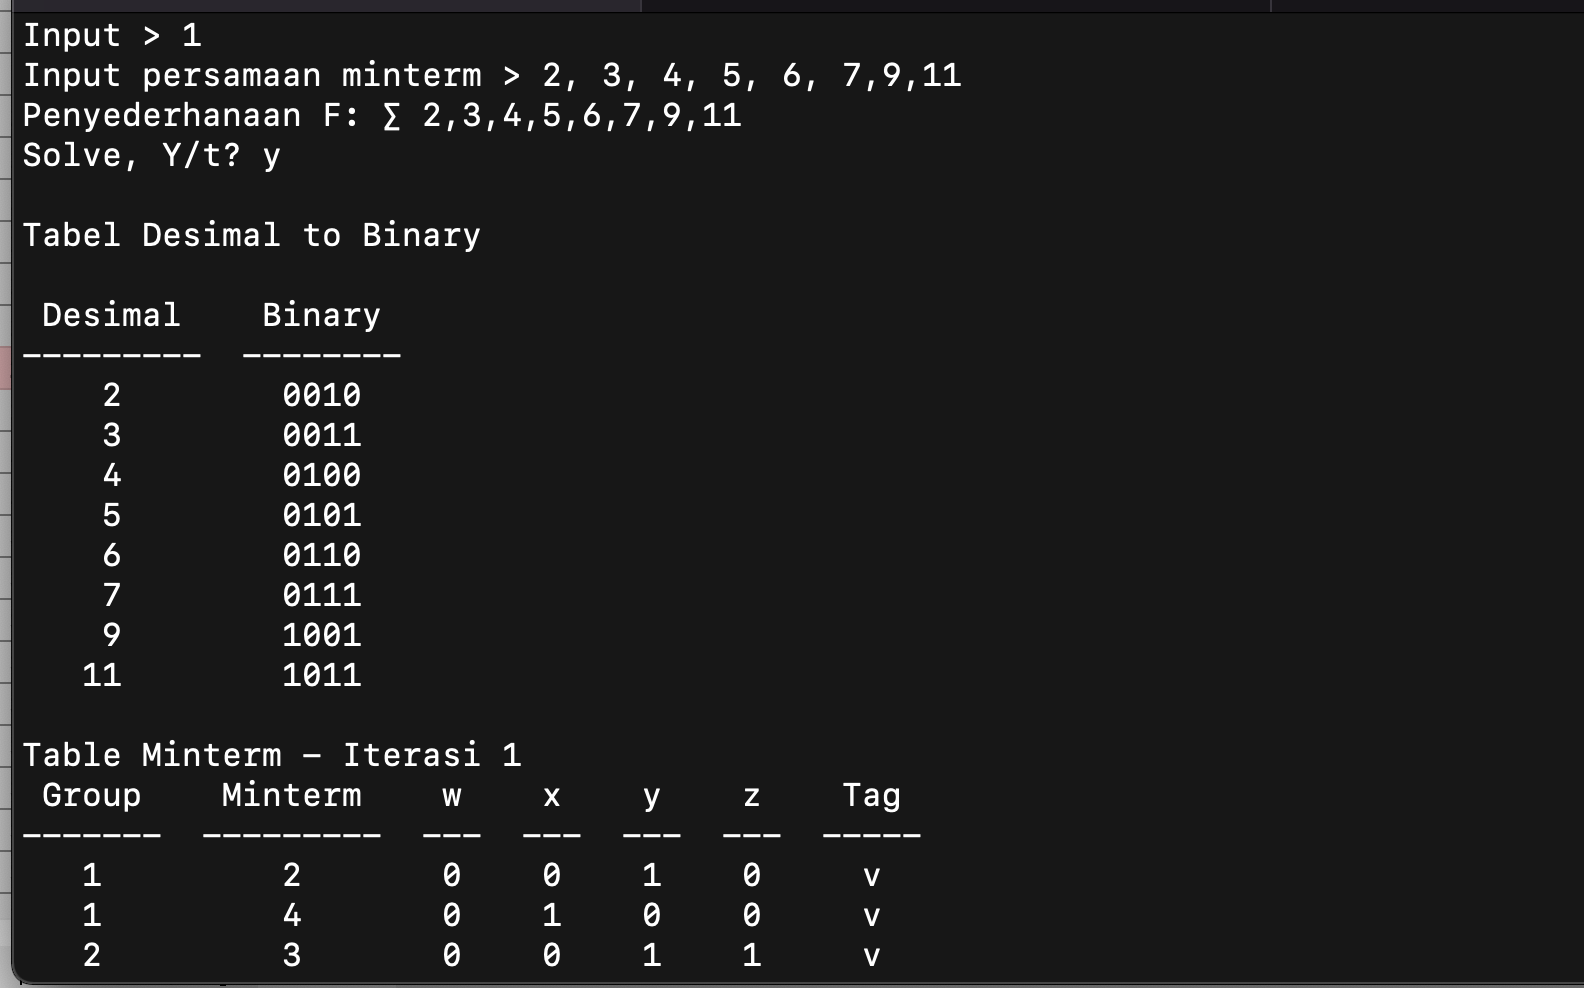 Input > 1
Input persamaan minterm > 2, 3, 4, 5, 6, 7,9,11
Penyederhanaan F: ∑ 2,3,4,5,6,7,9,11
Solve, Y/t? y
Tabel Desimal to Binary
Desimal Binary
--------- --------
2 0010
3 0011
4 0100
5 0101
6 0110
7 0111
9 1001
11 1011
Table Minterm – Iterasi 1
Group Minterm w x y z Tag
------- --------- --- --- --- --- -----
1 2 0 0 1 0 v
1 4 0 1 0 0 v
2 3 0 0 1 1 v